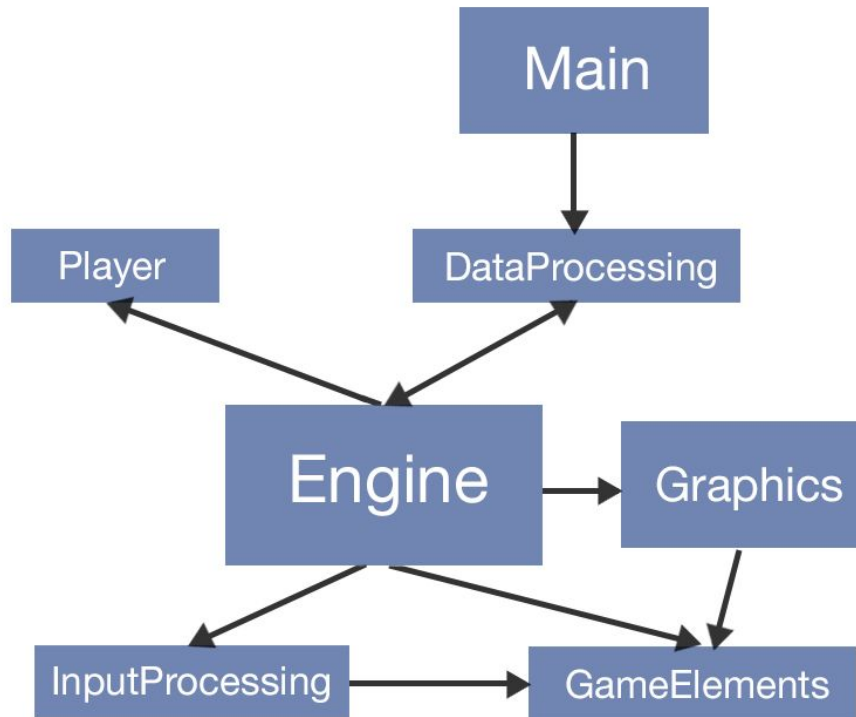 Main
Player
DataProcessing
Engine
Graphics
InputProcessing
GameElements